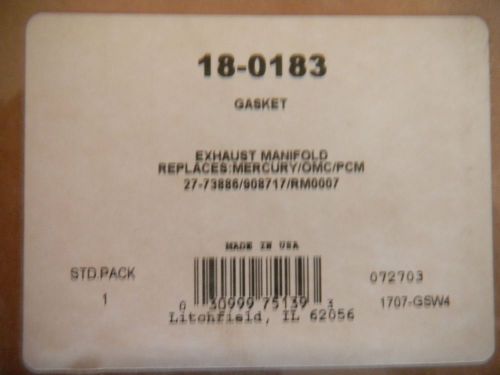 18-0183
GASKET
EXHAUST MANIFOLD
REPLACES:MERCURY/OMC/PCM
27-73886/908717/RM0007
MADE IN USA
STD.PACK
1
072703
1707-GSW4
0 30999 75139 3
Litchfield, IL 62056